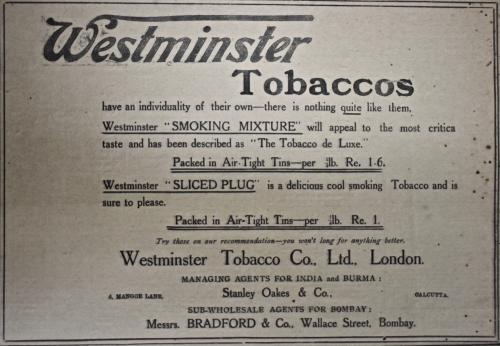 Westminster
Tobaccos
have an individuality of their own—there is nothing quite like them.
Westminster "SMOKING MIXTURE" will appeal to the most critica
taste and has been described as "The Tobacco de Luxe."
Packed in Air-Tight Tins—per lb. Re. 1-6.
Westminster "SLICED PLUG" is a delicious cool smoking Tobacco and is
sure to please.
Packed in Air-Tight Tins—per lb. Re. 1.
Try these on our recommendation—you won't long for anything better.
Westminster Tobacco Co., Ltd., London.
MANAGING AGENTS FOR INDIA and BURMA:
4, MANGOE LANE, Stanley Oakes & Co., CALCUTTA.
SUB-WHOLESALE AGENTS FOR BOMBAY:
Messrs. BRADFORD & Co., Wallace Street, Bombay.